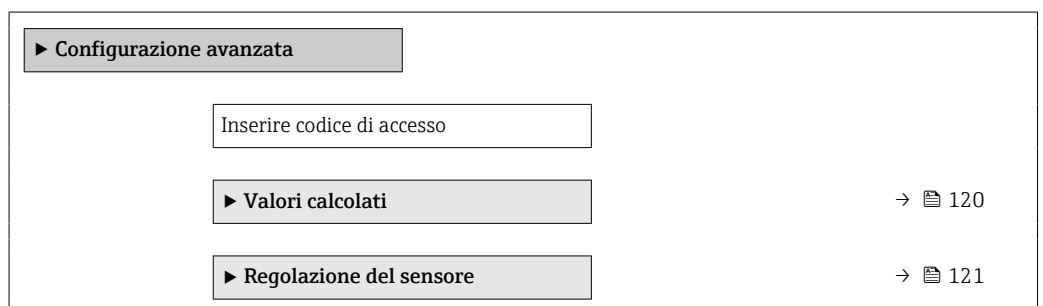 ▶ Configurazione avanzata
Inserire codice di accesso
▶ Valori calcolati → 120
▶ Regolazione del sensore → 121